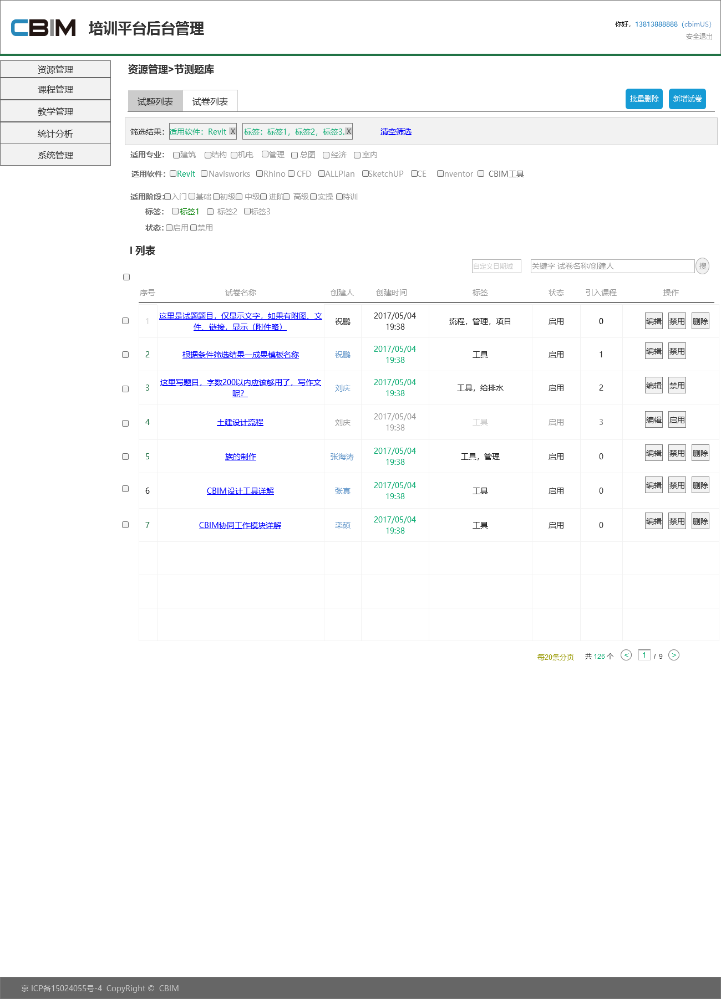 CBIM 培训平台后台管理
你好，13813888888（cbimUS）
安全退出
资源管理
课程管理
教学管理
统计分析
系统管理
资源管理>节测题库
试题列表 试卷列表
批量删除 新增试卷
筛选结果： 适用软件：Revit X 标签：标签1，标签2，标签3. X 清空筛选
适用专业： 建筑 结构 机电 管理 总图 经济 室内
适用软件： Revit Navisworks Rhino CFD ALLPlan SketchUP CE nventor CBIM工具
适用阶段： 入门 基础 初级 中级 进阶 高级 实操 特训
标签： 标签1 标签2 标签3
状态： 启用 禁用
I 列表
自定义日期域 关键字 试卷名称/创建人 搜
序号 试卷名称 创建人 创建时间 标签 状态 引入课程 操作
1 这里是试题题目，仅显示文字，如果有附图、文
件、链接，显示（附件略） 祝鹏 2017/05/04
19:38 流程，管理，项目 启用 0 编辑 禁用 删除
2 根据条件筛选结果—成果模板名称 祝鹏 2017/05/04
19:38 工具 启用 1 编辑 禁用
3 这里写题目，字数200以内应该够用了，写作文
呢？ 刘庆 2017/05/04
19:38 工具，给排水 启用 2 编辑 禁用
4 土建设计流程 刘庆 2017/05/04
19:38 工具 启用 3 编辑 启用
5 族的制作 张海涛 2017/05/04
19:38 工具，管理 启用 0 编辑 禁用 删除
6 CBIM设计工具详解 张真 2017/05/04
19:38 工具 启用 0 编辑 禁用 删除
7 CBIM协同工作模块详解 栾硕 2017/05/04
19:38 工具 启用 0 编辑 禁用 删除
每20条分页 共 126 个 < 1 / 9 >
京 ICP备15024055号-4 CopyRight © CBIM